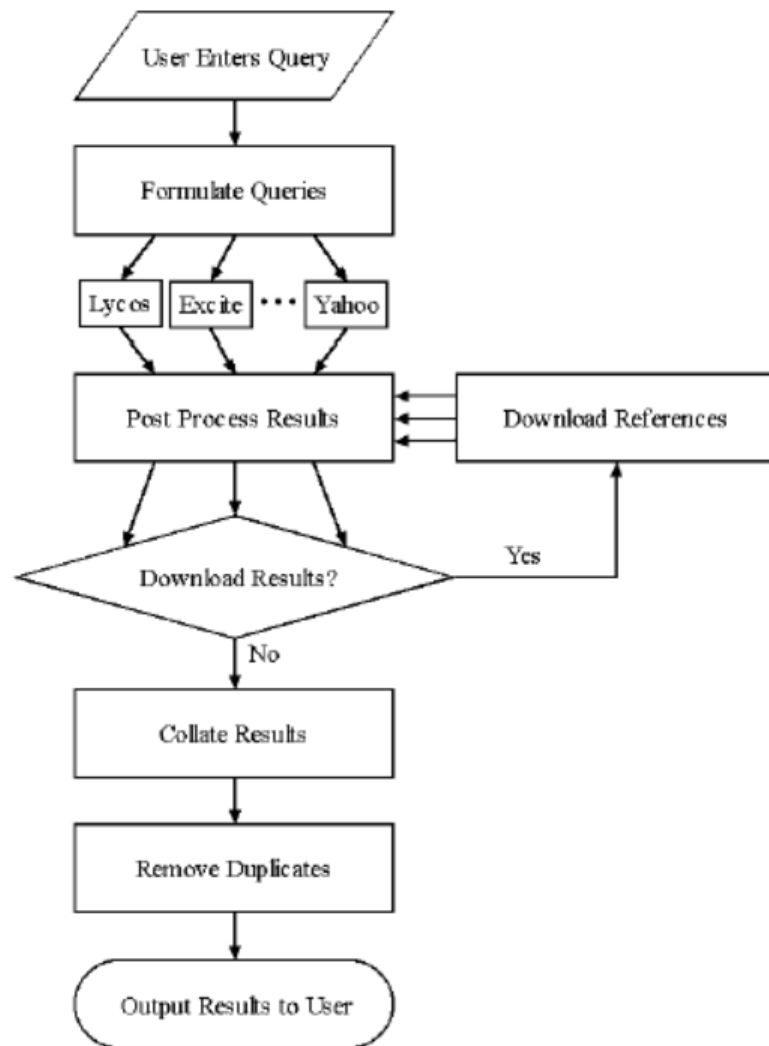 User Enters Query
Formulate Queries
Lycos
Excite
•••
Yahoo
Post Process Results
Download References
Download Results?
Yes
No
Collate Results
Remove Duplicates
Output Results to User